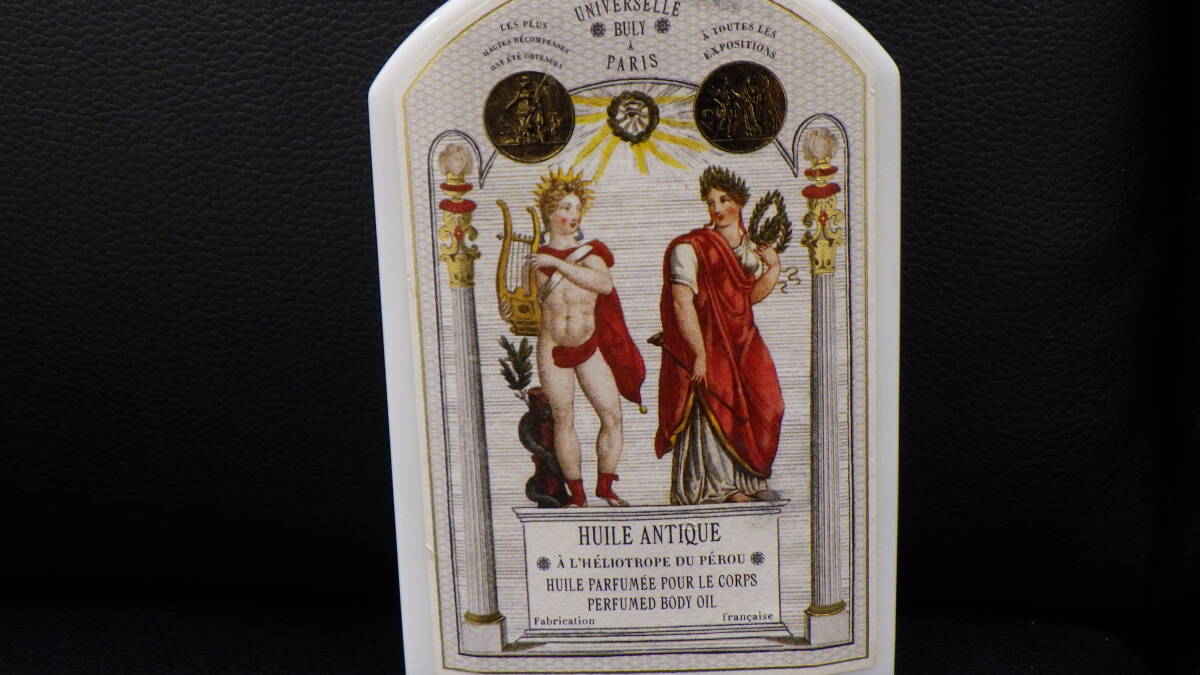 UNIVERSELLE
BULY
À
PARIS
LES PLUS
HAUTES RÉCOMPENSES
ONT ÉTÉ OBTENUES
À TOUTES LES
EXPOSITIONS
HUILE ANTIQUE
À L'HÉLIOTROPE DU PÉROU
HUILE PARFUMÉE POUR LE CORPS
PERFUMED BODY OIL
Fabrication française